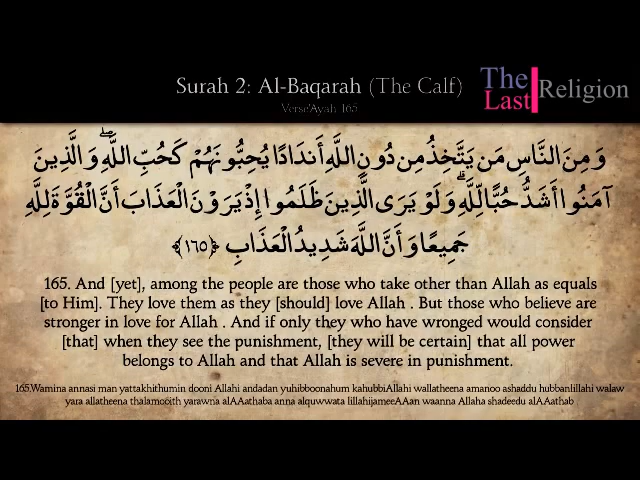 Surah 2: Al-Baqarah (The Calf)
The
Last
Religion
Verse'Ayah 165
وَمِنَ النَّاسِ مَن يَتَّخِذُ مِن دُونِ اللَّهِ أَندَادًا يُحِبُّونَهُمْ كَحُبِّ اللَّهِ ۖ وَالَّذِينَ
آمَنُوا أَشَدُّ حُبًّا لِّلَّهِ ۗ وَلَوْ يَرَى الَّذِينَ ظَلَمُوا إِذْ يَرَوْنَ الْعَذَابَ أَنَّ الْقُوَّةَ لِلَّهِ
جَمِيعًا وَأَنَّ اللَّهَ شَدِيدُ الْعَذَابِ ﴿١٦٥﴾
165. And [yet], among the people are those who take other than Allah as equals
[to Him]. They love them as they [should] love Allah . But those who believe are
stronger in love for Allah . And if only they who have wronged would consider
[that] when they see the punishment, [they will be certain] that all power
belongs to Allah and that Allah is severe in punishment.
165.Wamina annasi man yattakhithumin dooni Allahi andadan yuhibboonahum kahubbiAllahi wallatheena amanoo ashaddu hubbanlillahi walaw
yara allatheena thalamooith yarawna alAAathaba anna alquwwata lillahijameeAAan waanna Allaha shadeedu alAAathab